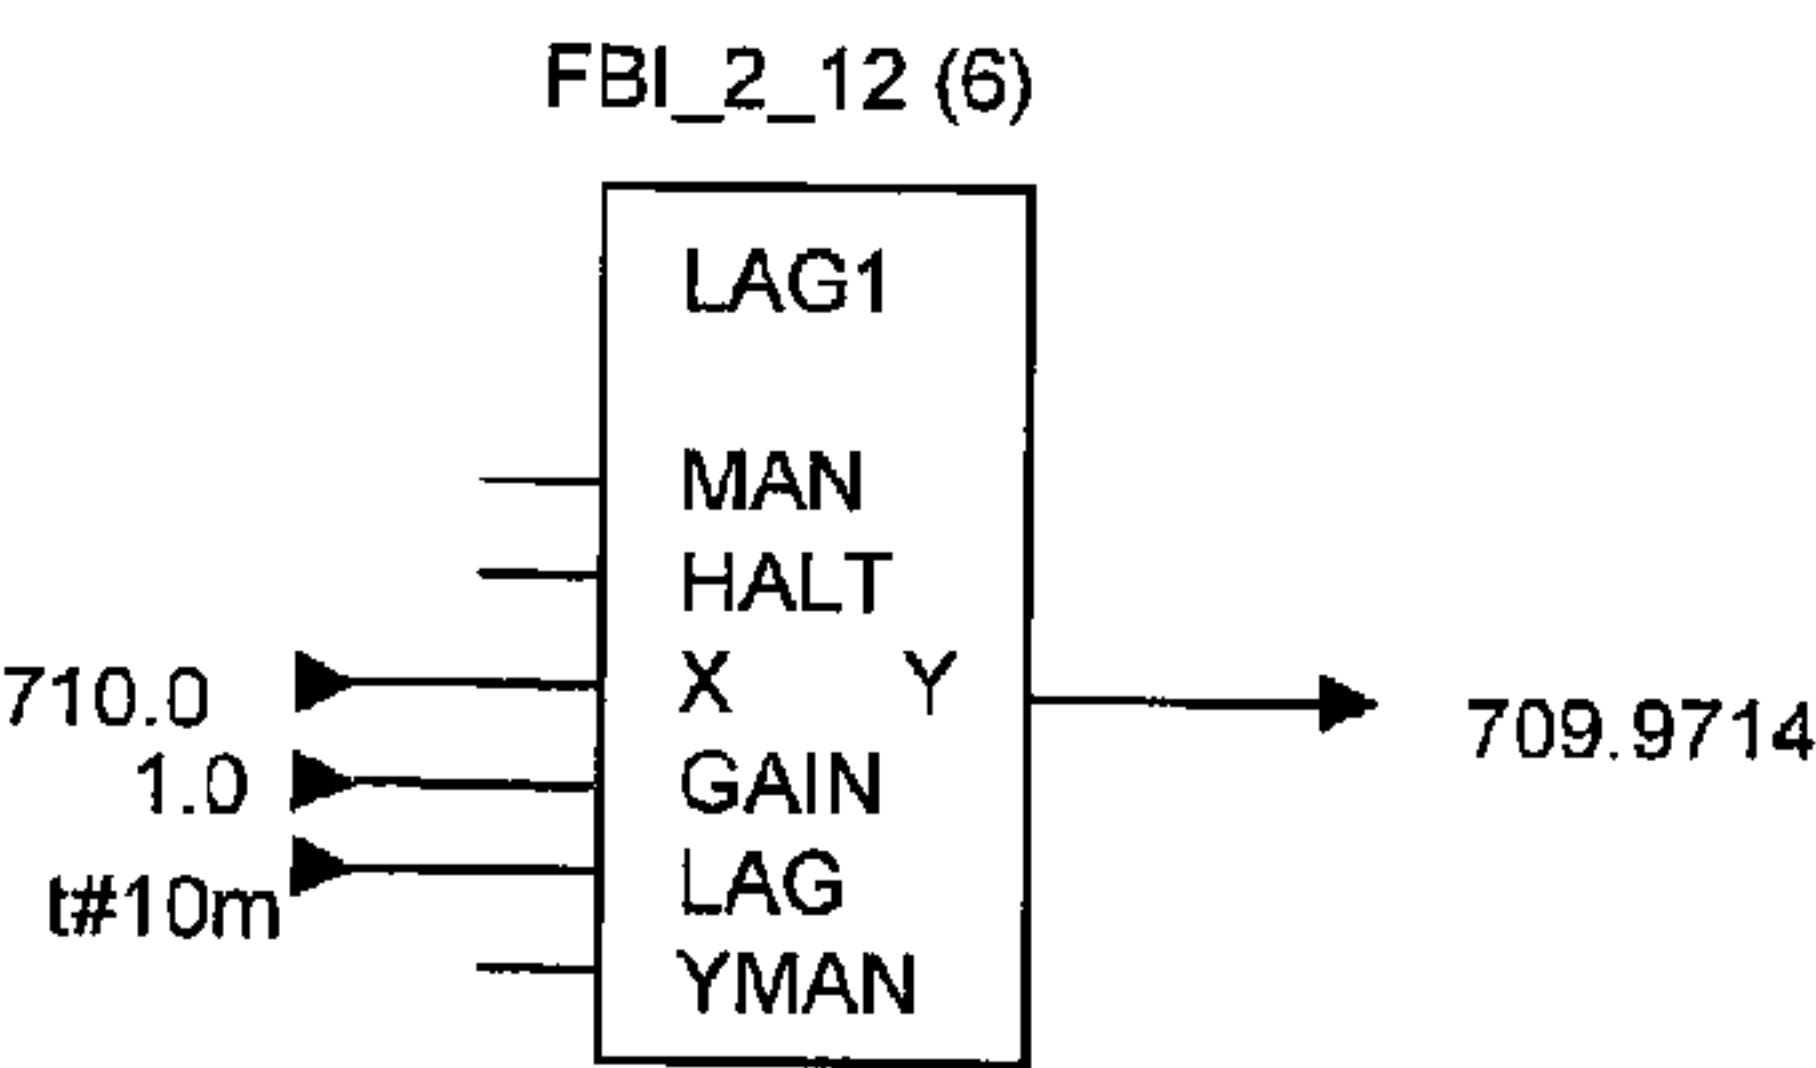 FBI_2_12 (6)
LAG1
MAN
HALT
710.0 X Y 709.9714
1.0 GAIN
t#10m LAG
YMAN